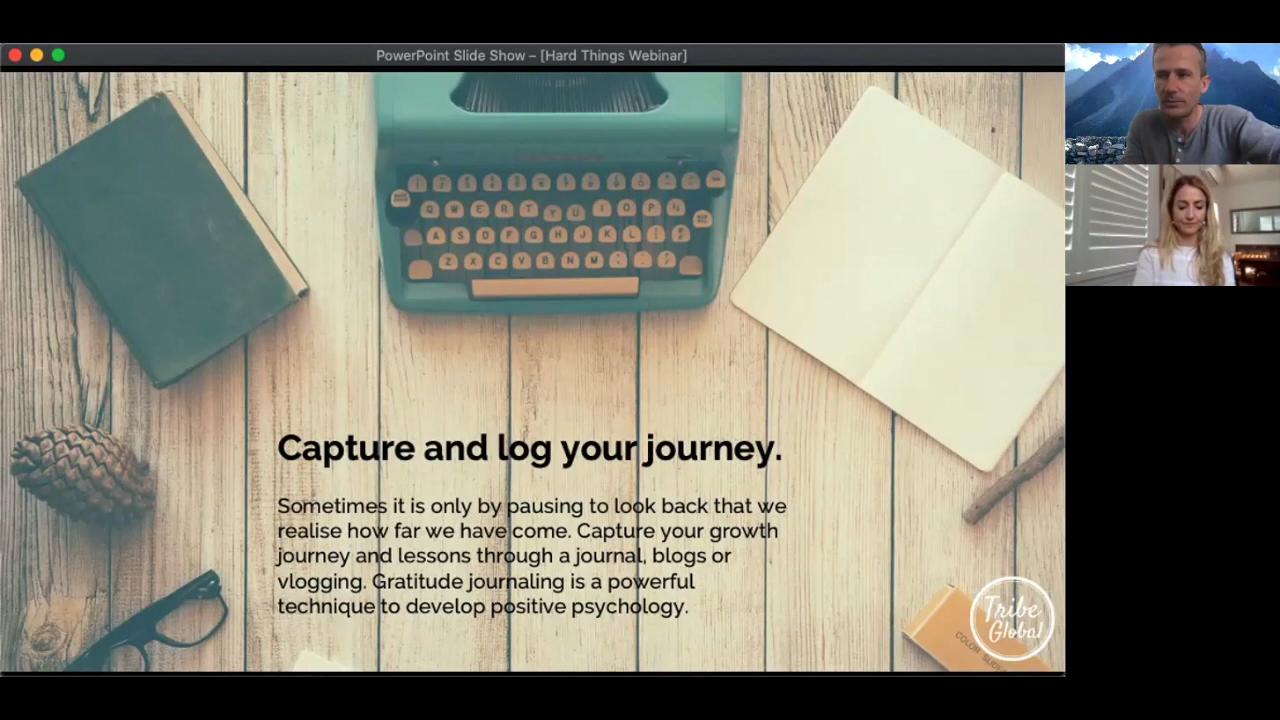 PowerPoint Slide Show – [Hard Things Webinar]
Q W E R T Y U I O P
A S D F G H J K L
Z X C V B N M
Capture and log your journey.
Sometimes it is only by pausing to look back that we
realise how far we have come. Capture your growth
journey and lessons through a journal, blogs or
vlogging. Gratitude journaling is a powerful
technique to develop positive psychology.
Tribe
Global
COLOR